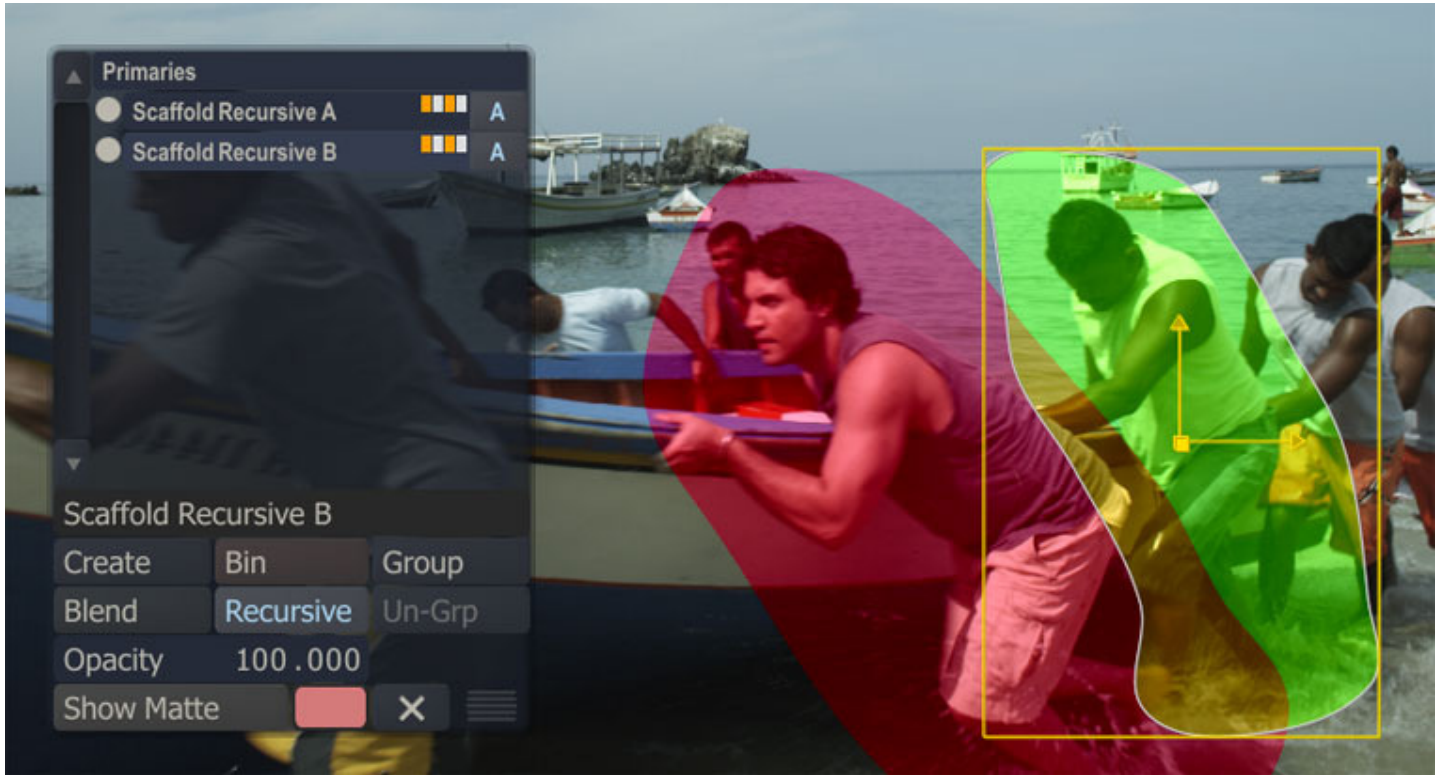 Primaries
Scaffold Recursive A A
Scaffold Recursive B A
Scaffold Recursive B
Create Bin Group
Blend Recursive Un-Grp
Opacity 100.000
Show Matte